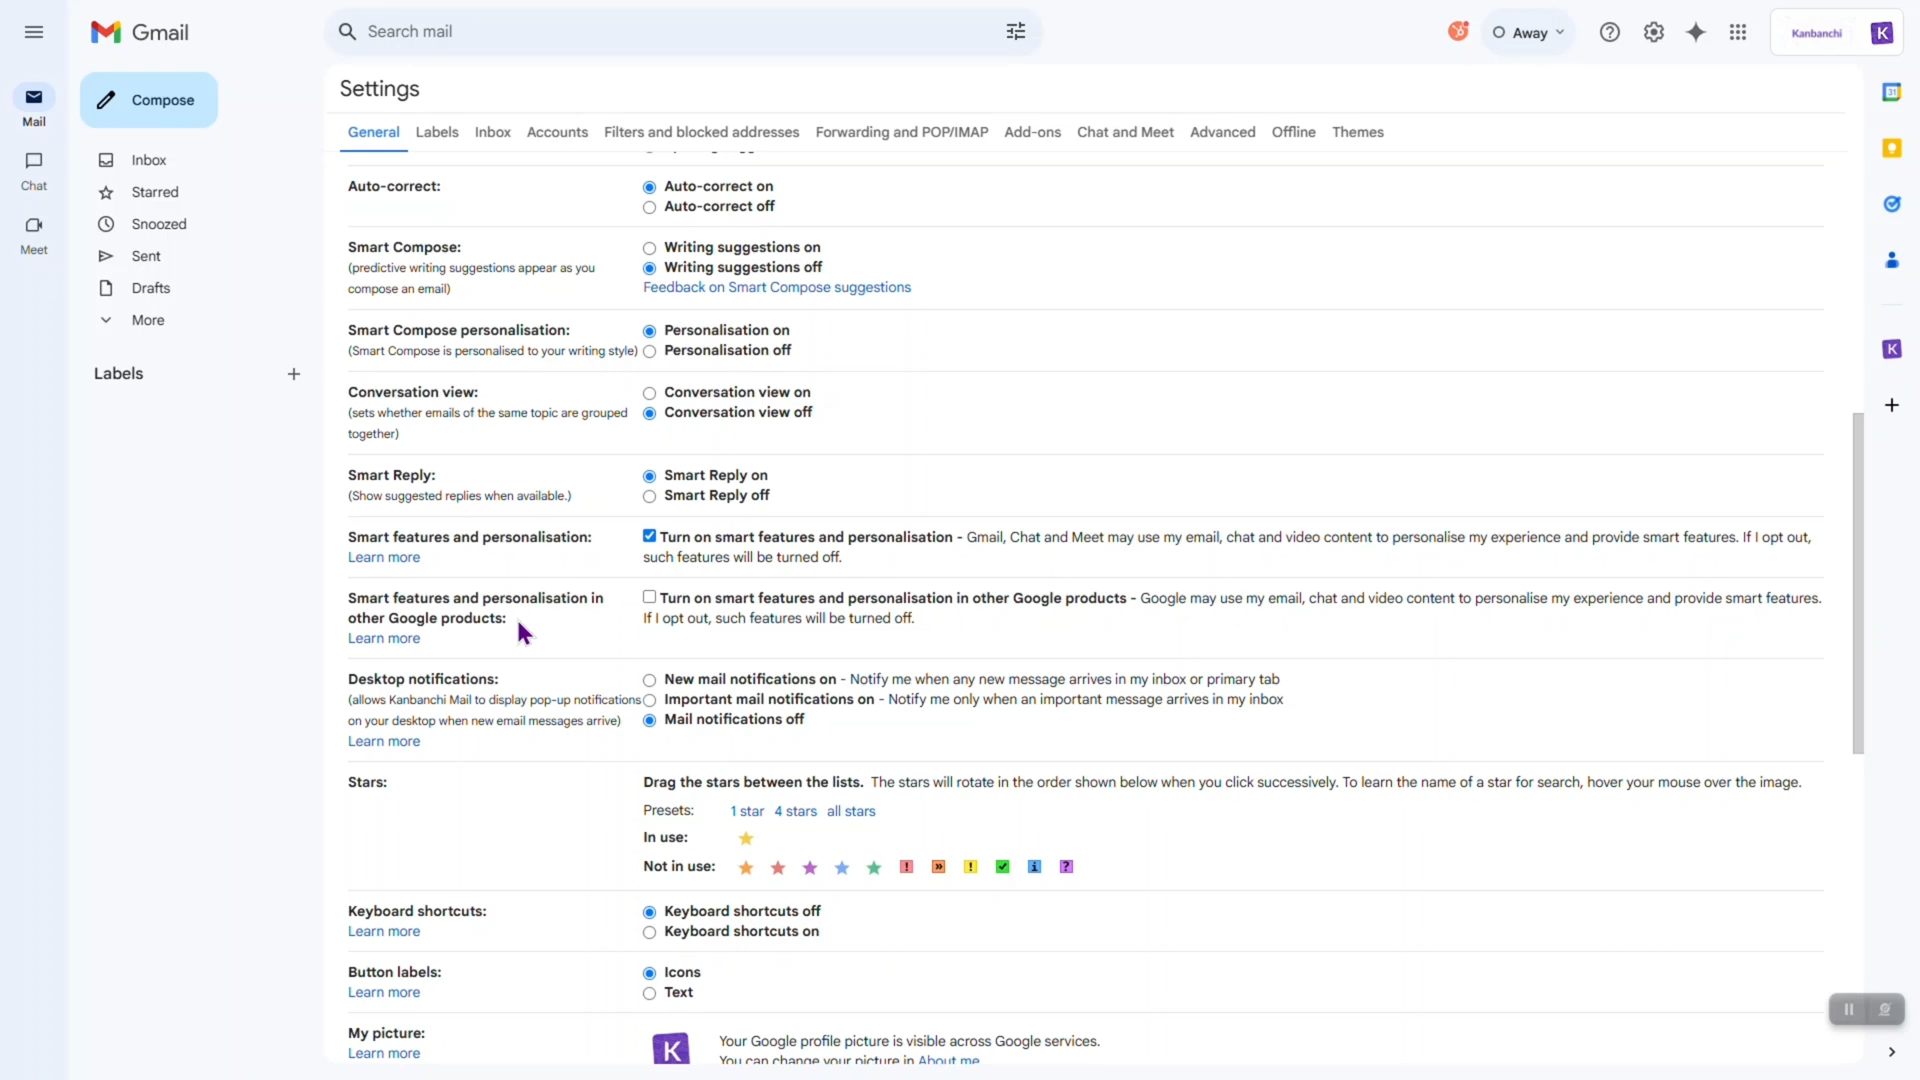 Gmail
Search mail
Away
Kanbanchi
K
Compose
Mail
Chat
Meet
Inbox
Starred
Snoozed
Sent
Drafts
More
Labels
Settings
General Labels Inbox Accounts Filters and blocked addresses Forwarding and POP/IMAP Add-ons Chat and Meet Advanced Offline Themes
Auto-correct:
Auto-correct on
Auto-correct off
Smart Compose:
(predictive writing suggestions appear as you
compose an email)
Writing suggestions on
Writing suggestions off
Feedback on Smart Compose suggestions
Smart Compose personalisation:
(Smart Compose is personalised to your writing style)
Personalisation on
Personalisation off
Conversation view:
(sets whether emails of the same topic are grouped
together)
Conversation view on
Conversation view off
Smart Reply:
(Show suggested replies when available.)
Smart Reply on
Smart Reply off
Smart features and personalisation:
Learn more
Turn on smart features and personalisation - Gmail, Chat and Meet may use my email, chat and video content to personalise my experience and provide smart features. If I opt out,
such features will be turned off.
Smart features and personalisation in
other Google products:
Learn more
Turn on smart features and personalisation in other Google products - Google may use my email, chat and video content to personalise my experience and provide smart features.
If I opt out, such features will be turned off.
Desktop notifications:
(allows Kanbanchi Mail to display pop-up notifications
on your desktop when new email messages arrive)
Learn more
New mail notifications on - Notify me when any new message arrives in my inbox or primary tab
Important mail notifications on - Notify me only when an important message arrives in my inbox
Mail notifications off
Stars:
Drag the stars between the lists. The stars will rotate in the order shown below when you click successively. To learn the name of a star for search, hover your mouse over the image.
Presets: 1 star 4 stars all stars
In use:
Not in use: ! » ! i ?
Keyboard shortcuts:
Learn more
Keyboard shortcuts off
Keyboard shortcuts on
Button labels:
Learn more
Icons
Text
My picture:
Learn more
K
Your Google profile picture is visible across Google services.
You can change your picture in About me
31
K